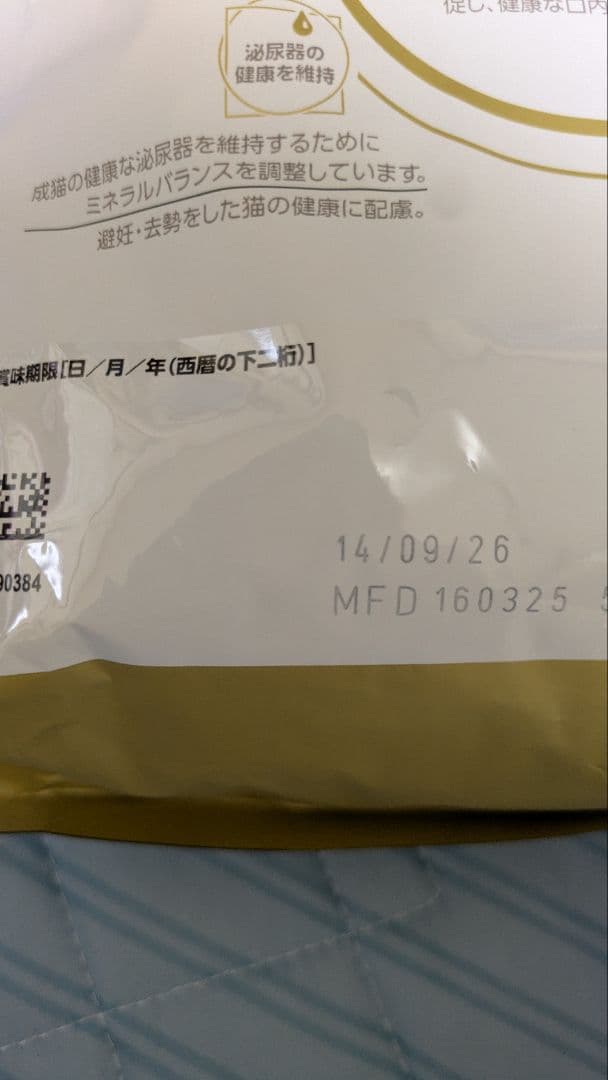 促し、健康な口内
泌尿器の
健康を維持
成猫の健康な泌尿器を維持するために
ミネラルバランスを調整しています。
避妊・去勢をした猫の健康に配慮。
賞味期限[日／月／年(西暦の下二桁)]
90384
14/09/26
MFD 160325